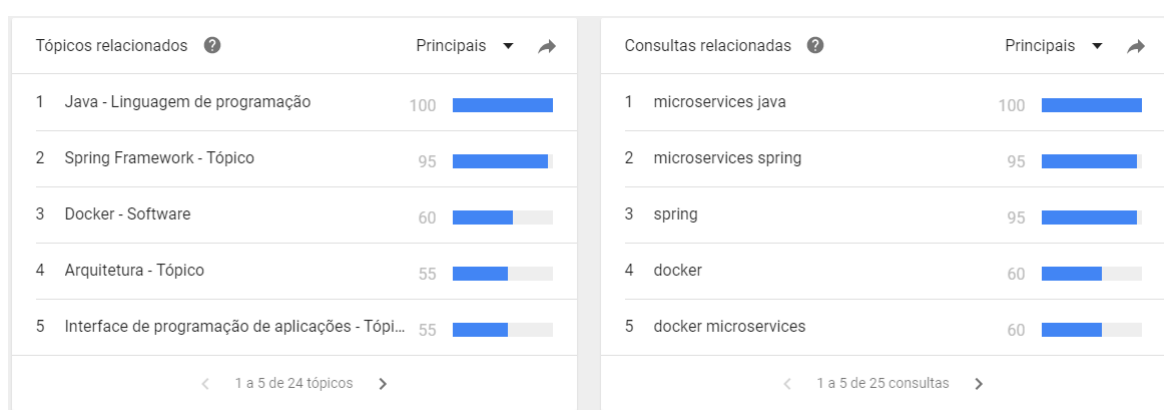 Tópicos relacionados
Principais
1 Java - Linguagem de programação 100
2 Spring Framework - Tópico 95
3 Docker - Software 60
4 Arquitetura - Tópico 55
5 Interface de programação de aplicações - Tópi... 55
1 a 5 de 24 tópicos
Consultas relacionadas
Principais
1 microservices java 100
2 microservices spring 95
3 spring 95
4 docker 60
5 docker microservices 60
1 a 5 de 25 consultas